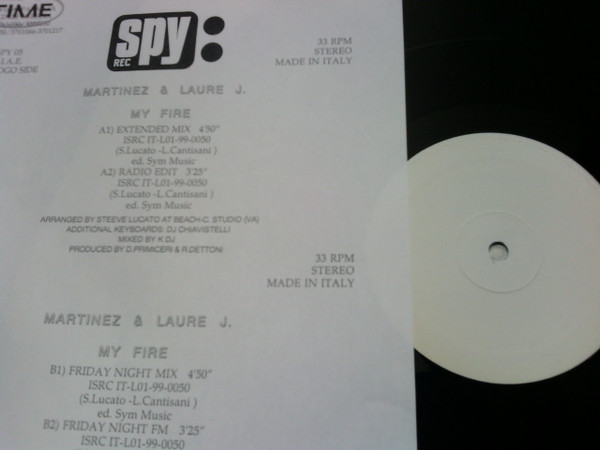 TIME
spy:
REC
33 RPM
STEREO
MADE IN ITALY
MARTINEZ & LAURE J.
MY FIRE
A1) EXTENDED MIX 4'50"
ISRC IT-L01-99-0050
(S.Lucato -L.Cantisani )
ed. Sym Music
A2) RADIO EDIT 3'25"
ISRC IT-L01-99-0050
(S.Lucato -L.Cantisani )
ed. Sym Music
ARRANGED BY STEEVE LUCATO AT BEACH-C. STUDIO (VA)
ADDITIONAL KEYBOARDS: DJ CHIAVISTELLI
MIXED BY K.DJ
PRODUCED BY D.PRIMICERI & R.DETTONI
33 RPM
STEREO
MADE IN ITALY
MARTINEZ & LAURE J.
MY FIRE
B1) FRIDAY NIGHT MIX 4'50"
ISRC IT-L01-99-0050
(S.Lucato -L.Cantisani )
ed. Sym Music
B2) FRIDAY NIGHT FM 3'25"
ISRC IT-L01-99-0050